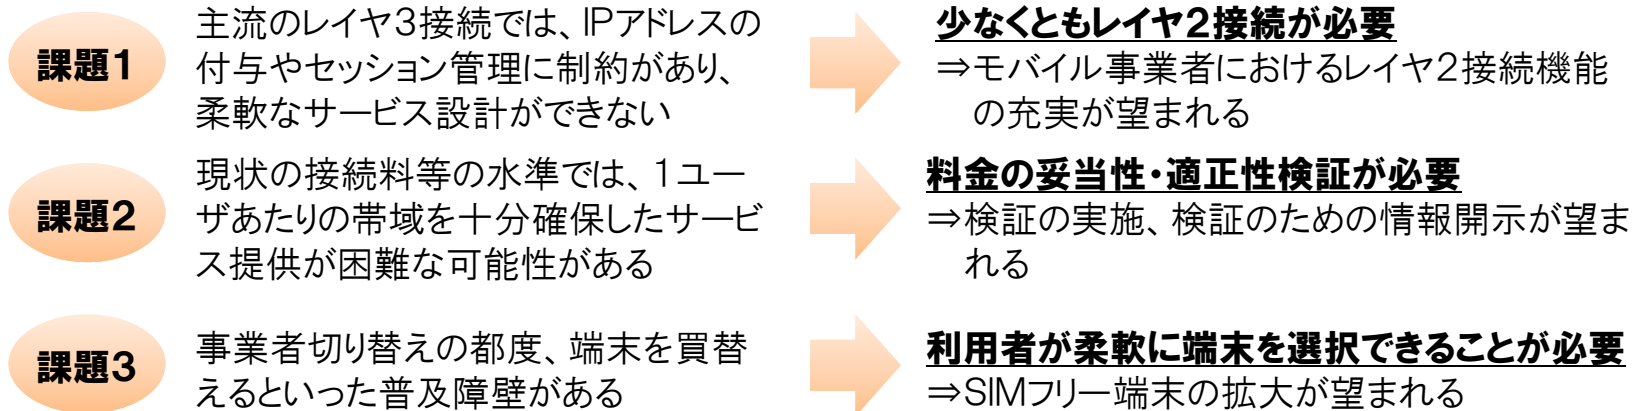 課題1
主流のレイヤ3接続では、IPアドレスの
付与やセッション管理に制約があり、
柔軟なサービス設計ができない
少なくともレイヤ2接続が必要
⇒モバイル事業者におけるレイヤ2接続機能
の充実が望まれる
課題2
現状の接続料等の水準では、1ユー
ザあたりの帯域を十分確保したサービ
ス提供が困難な可能性がある
料金の妥当性・適正性検証が必要
⇒検証の実施、検証のための情報開示が望ま
れる
課題3
事業者切り替えの都度、端末を買替
えるといった普及障壁がある
利用者が柔軟に端末を選択できることが必要
⇒SIMフリー端末の拡大が望まれる